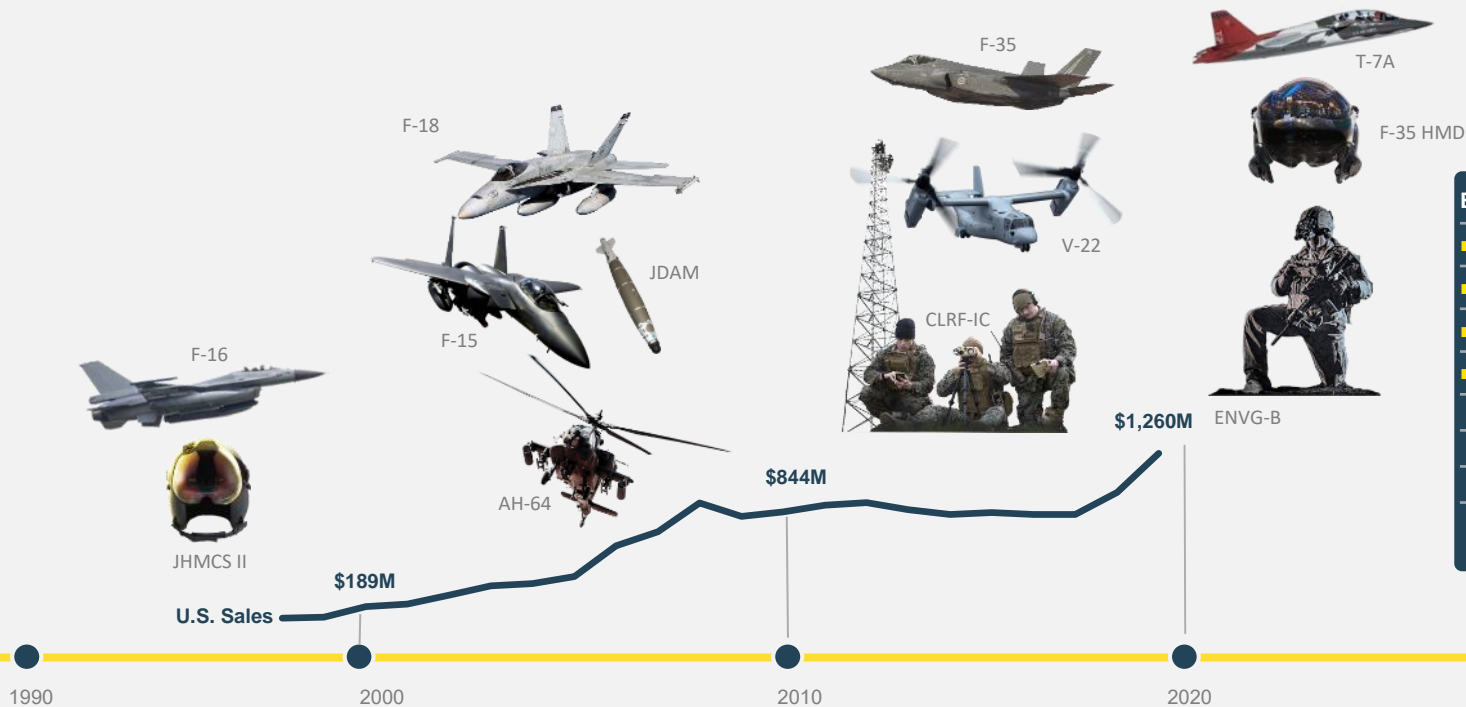 F-35
T-7A
F-18
F-35 HMD
V-22
JDAM
CLRF-IC
F-15
F-16
ENVG-B
$1,260M
$844M
AH-64
JHMCS II
$189M
U.S. Sales
1990
2000
2010
2020